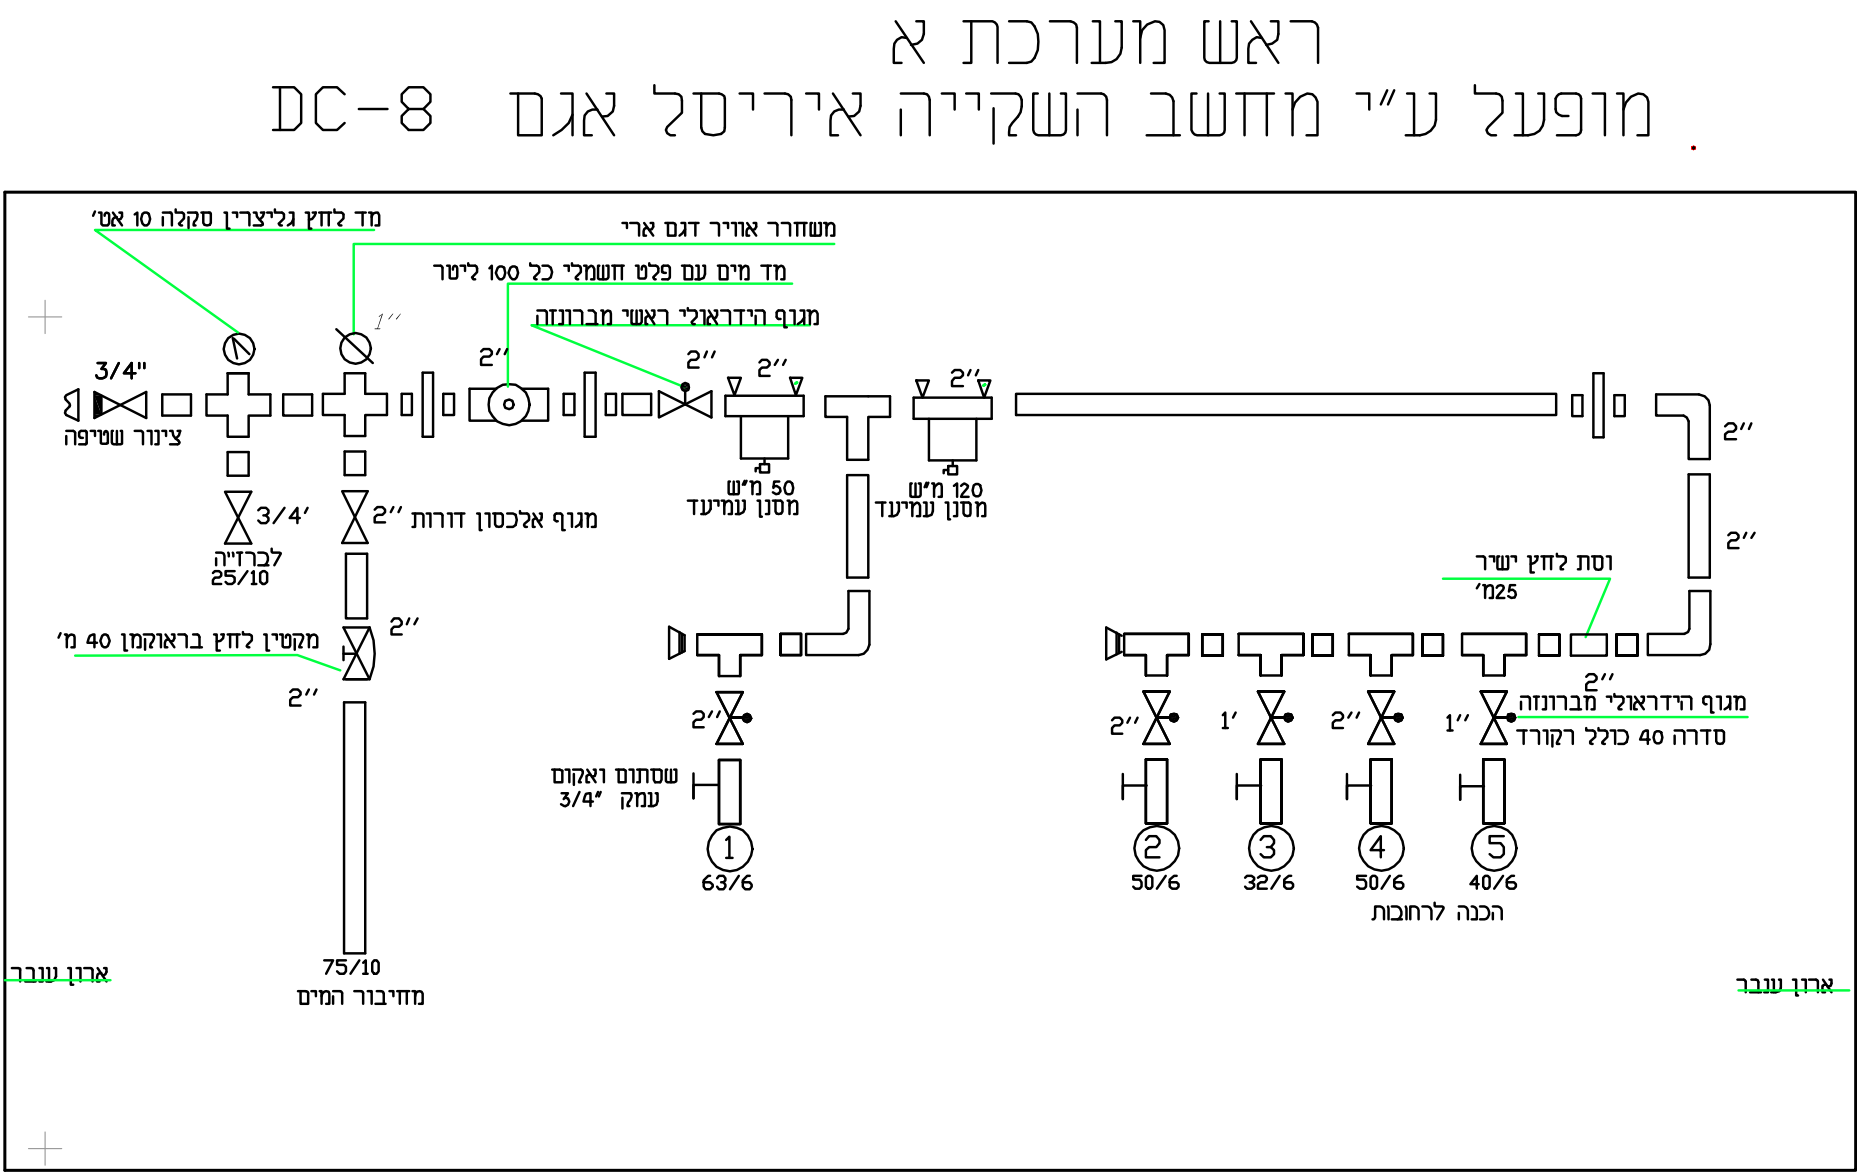 ראש מערכת א
מופעל ע"י מחשב השקייה איריסל אגם DC-8
מד לחץ גליצרין סקלה 10 אט'
משחרר אוויר דגם ארי
מד מים עם פלט חשמלי כל 100 ליטר
מגוף הידראולי ראשי מברונזה
1''
2''
2''
2''
2''
3/4"
צינור שטיפה
2''
50 מ"ש
מסנן עמיעד
120 מ"ש
מסנן עמיעד
3/4'
2''
מגוף אלכסון דורות
לברזייה
25/10
2''
וסת לחץ ישיר
25מ'
2''
מקטין לחץ בראוקמן 40 מ'
2''
2''
מגוף הידראולי מברונזה
סדרה 40 כולל רקורד
2''
2''
1'
2''
1''
שסתום ואקום
עמק 3/4"
1
2
3
4
5
63/6
50/6
32/6
50/6
40/6
הכנה לרחובות
75/10
מחיבור המים
ארון ענבר
ארון ענבר